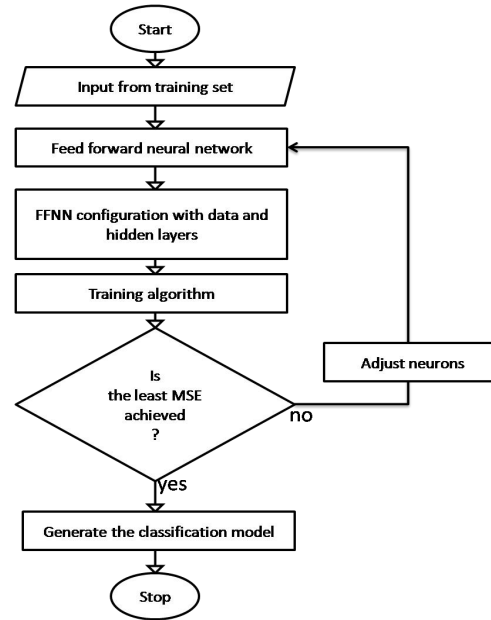 Start
Input from training set
Feed forward neural network
FFNN configuration with data and
hidden layers
Training algorithm
Is
the least MSE
achieved
?
no
Adjust neurons
yes
Generate the classification model
Stop